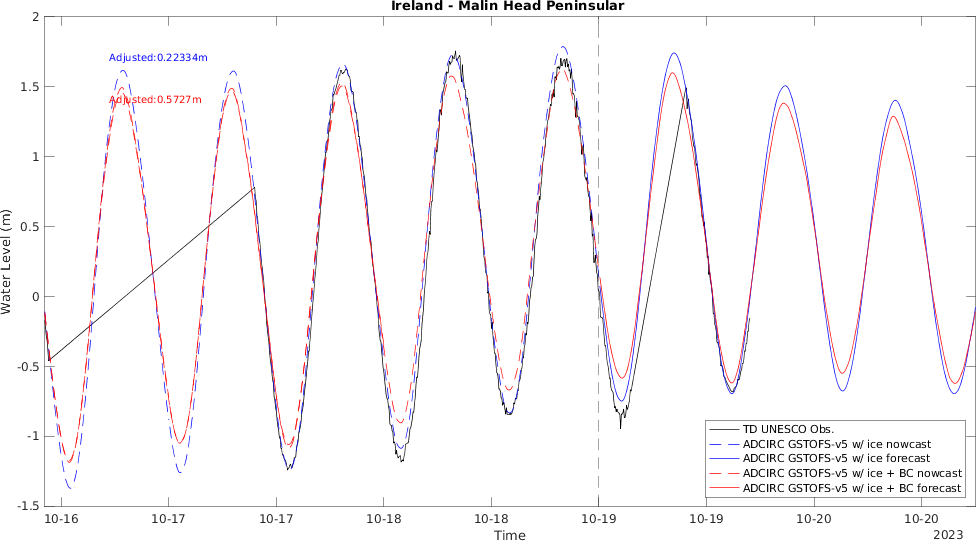 Ireland - Malin Head Peninsular
2
1.5
1
0.5
0
-0.5
-1
-1.5
Water Level (m)
Adjusted:0.22334m
Adjusted:0.5727m
TD UNESCO Obs.
ADCIRC GSTOFS-v5 w/ ice nowcast
ADCIRC GSTOFS-v5 w/ ice forecast
ADCIRC GSTOFS-v5 w/ ice + BC nowcast
ADCIRC GSTOFS-v5 w/ ice + BC forecast
10-16 10-17 10-17 10-18 10-18 10-19 10-19 10-20 10-20
Time
2023